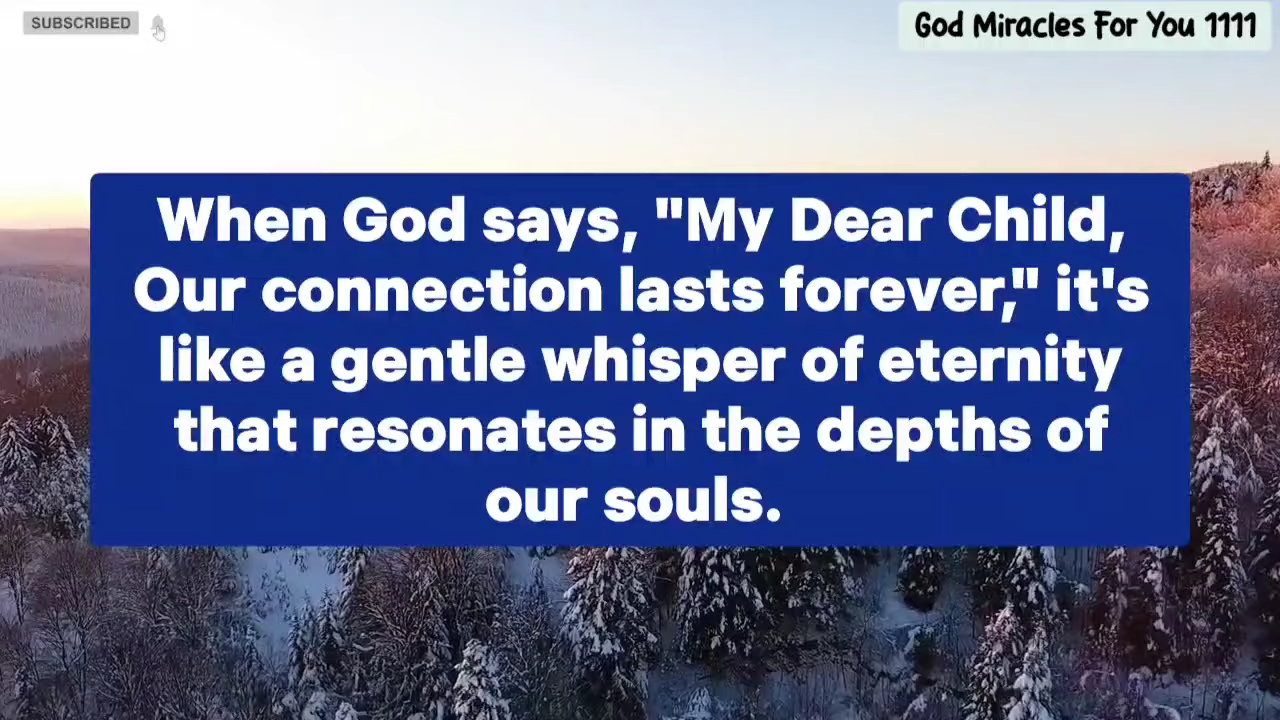 SUBSCRIBED
God Miracles For You 1111
When God says, "My Dear Child,
Our connection lasts forever," it's
like a gentle whisper of eternity
that resonates in the depths of
our souls.